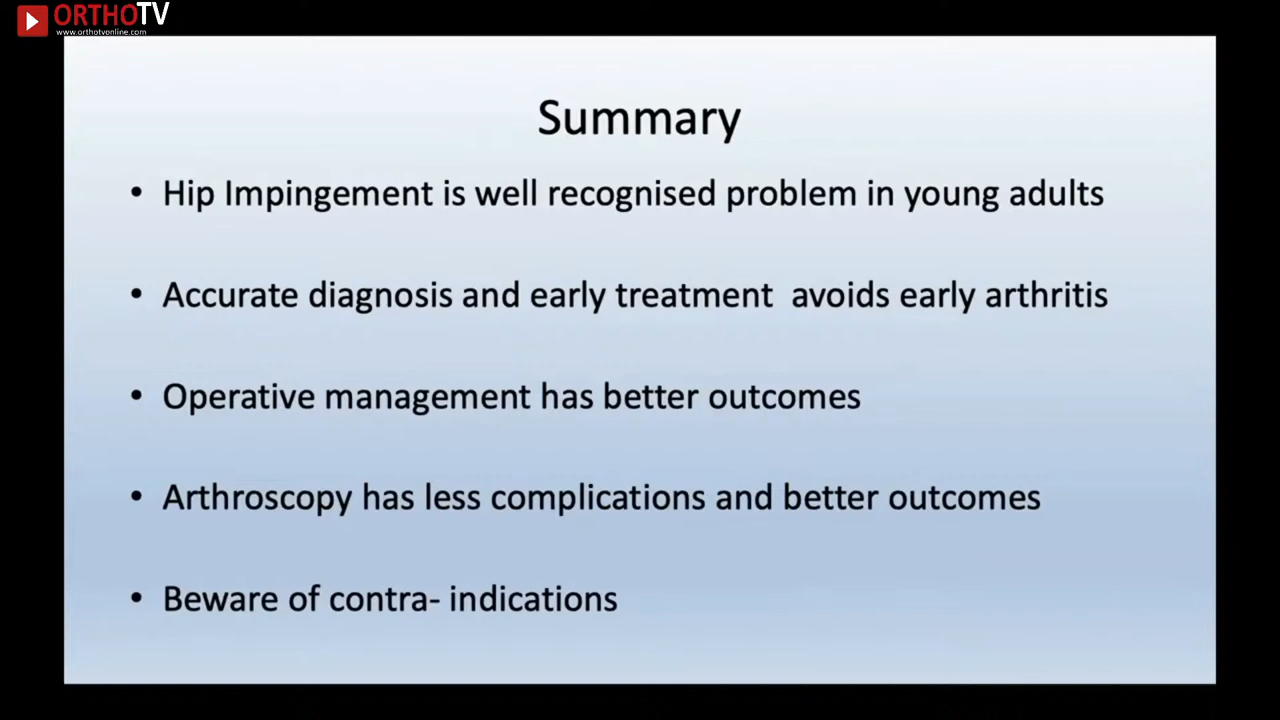 ORTHOTV
www.orthotvonline.com
Summary
• Hip Impingement is well recognised problem in young adults
• Accurate diagnosis and early treatment  avoids early arthritis
• Operative management has better outcomes
• Arthroscopy has less complications and better outcomes
• Beware of contra- indications